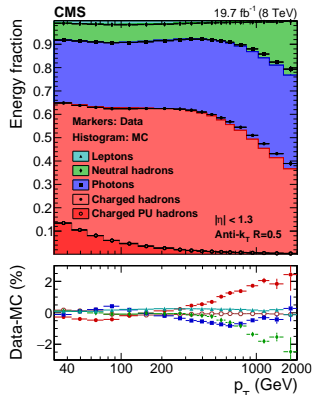 CMS 19.7 fb⁻¹ (8 TeV)
Energy fraction
0.9
0.8
0.7
0.6
0.5
0.4
0.3
0.2
0.1
Markers: Data
Histogram: MC
Leptons
Neutral hadrons
Photons
Charged hadrons
Charged PU hadrons
|η| < 1.3
Anti-k_T R=0.5
Data-MC (%)
2
0
−2
40 100 200 1000 2000
p_T (GeV)